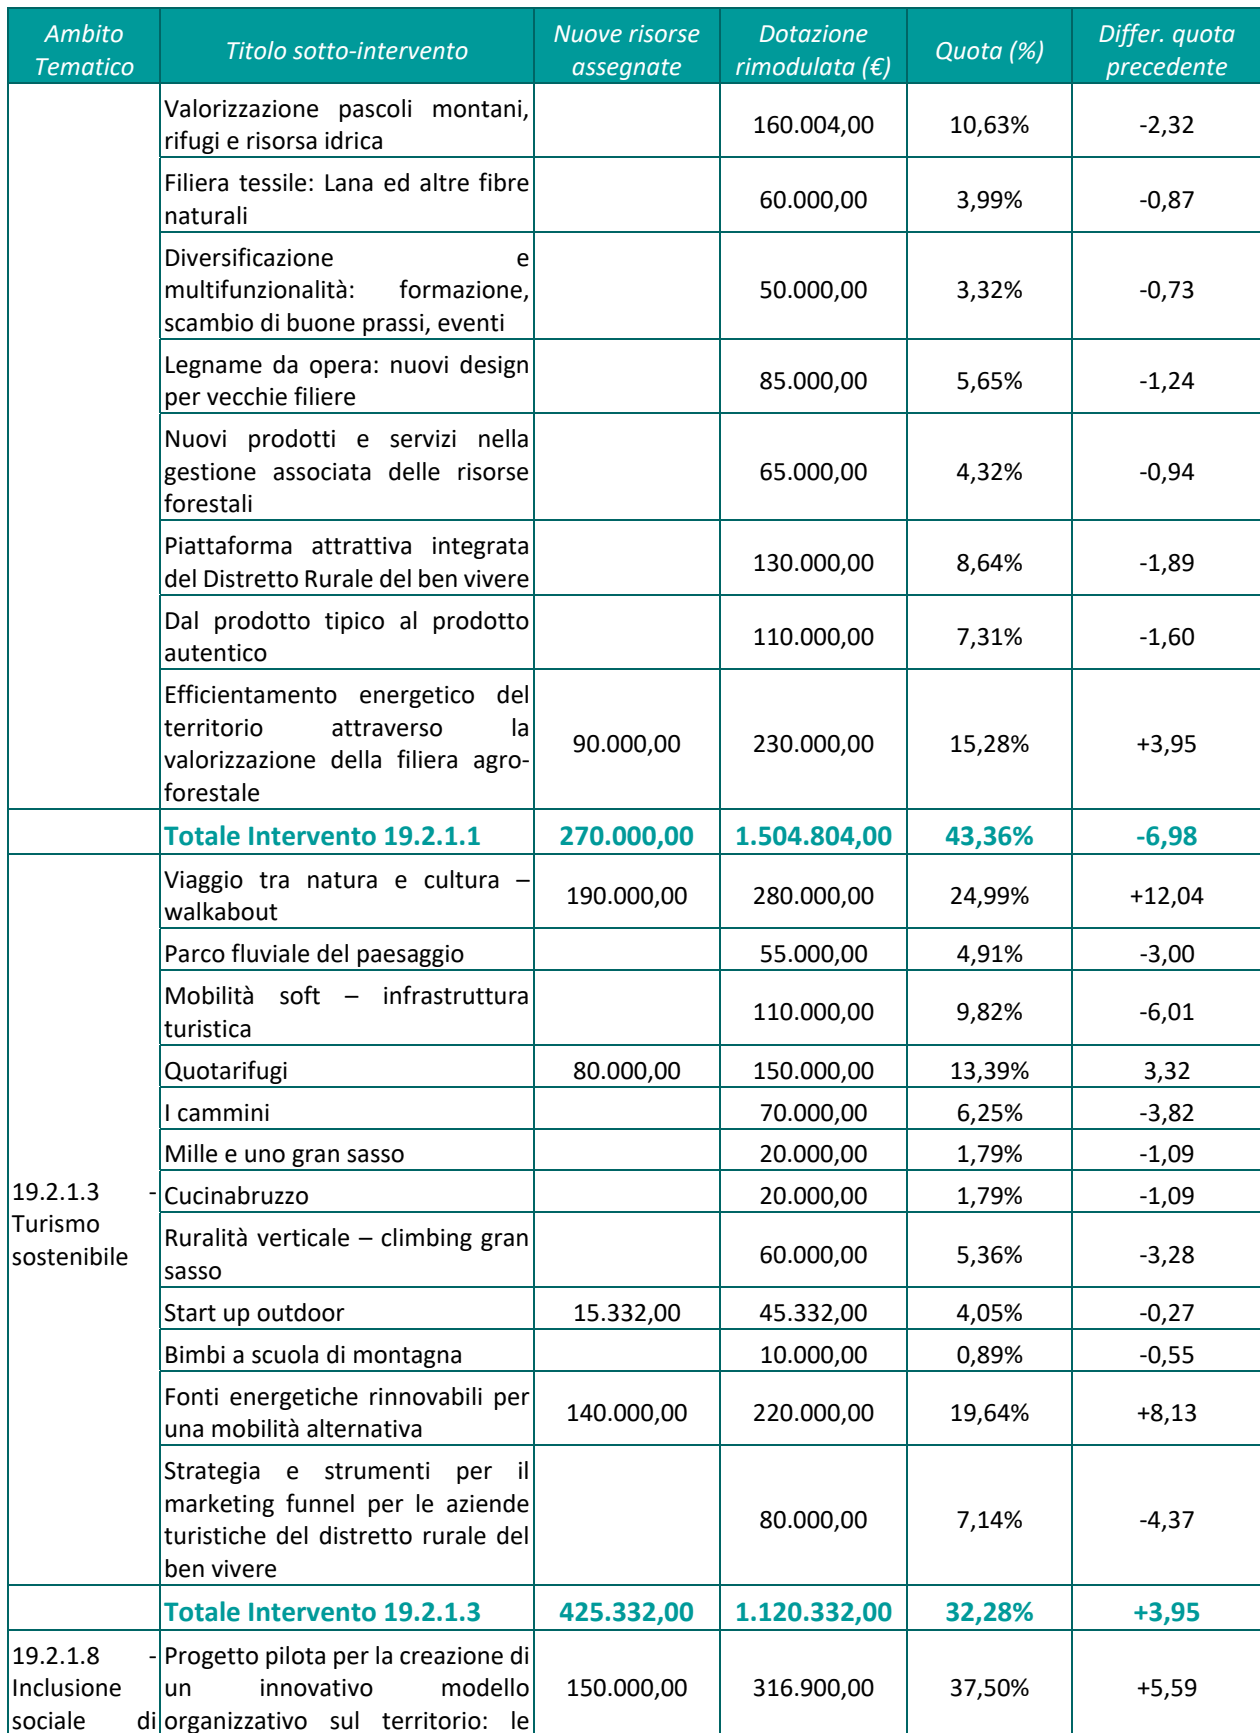 Ambito Tematico Titolo sotto-intervento Nuove risorse assegnate Dotazione rimodulata (€) Quota (%) Differ. quota precedente
Valorizzazione pascoli montani,
rifugi e risorsa idrica 160.004,00 10,63% -2,32
Filiera tessile: Lana ed altre fibre
naturali 60.000,00 3,99% -0,87
Diversificazione e
multifunzionalità: formazione,
scambio di buone prassi, eventi 50.000,00 3,32% -0,73
Legname da opera: nuovi design
per vecchie filiere 85.000,00 5,65% -1,24
Nuovi prodotti e servizi nella
gestione associata delle risorse
forestali 65.000,00 4,32% -0,94
Piattaforma attrattiva integrata
del Distretto Rurale del ben vivere 130.000,00 8,64% -1,89
Dal prodotto tipico al prodotto
autentico 110.000,00 7,31% -1,60
Efficientamento energetico del
territorio attraverso la
valorizzazione della filiera agro-
forestale 90.000,00 230.000,00 15,28% +3,95
Totale Intervento 19.2.1.1 270.000,00 1.504.804,00 43,36% -6,98
19.2.1.3 -
Turismo
sostenibile
Viaggio tra natura e cultura –
walkabout 190.000,00 280.000,00 24,99% +12,04
Parco fluviale del paesaggio 55.000,00 4,91% -3,00
Mobilità soft – infrastruttura
turistica 110.000,00 9,82% -6,01
Quotarifugi 80.000,00 150.000,00 13,39% 3,32
I cammini 70.000,00 6,25% -3,82
Mille e uno gran sasso 20.000,00 1,79% -1,09
Cucinabruzzo 20.000,00 1,79% -1,09
Ruralità verticale – climbing gran
sasso 60.000,00 5,36% -3,28
Start up outdoor 15.332,00 45.332,00 4,05% -0,27
Bimbi a scuola di montagna 10.000,00 0,89% -0,55
Fonti energetiche rinnovabili per
una mobilità alternativa 140.000,00 220.000,00 19,64% +8,13
Strategia e strumenti per il
marketing funnel per le aziende
turistiche del distretto rurale del
ben vivere 80.000,00 7,14% -4,37
Totale Intervento 19.2.1.3 425.332,00 1.120.332,00 32,28% +3,95
19.2.1.8 -
Inclusione
sociale di
Progetto pilota per la creazione di
un innovativo modello
organizzativo sul territorio: le 150.000,00 316.900,00 37,50% +5,59